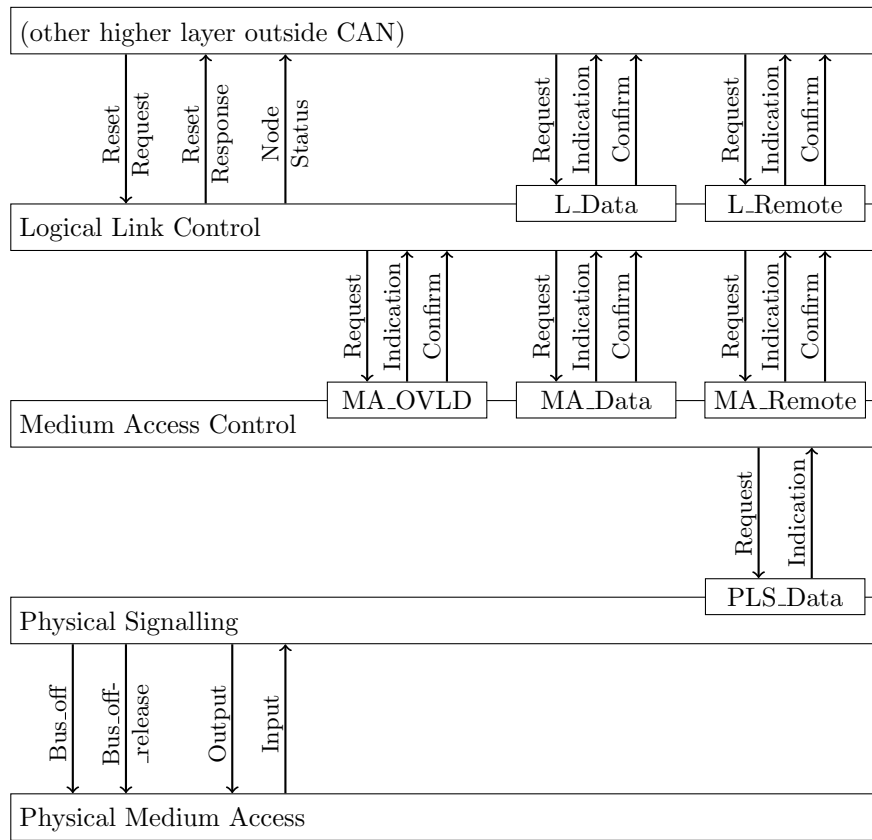 (other higher layer outside CAN)
Reset
Request
Reset
Response
Node
Status
Request
Indication
Confirm
Request
Indication
Confirm
L_Data
L_Remote
Logical Link Control
Request
Indication
Confirm
Request
Indication
Confirm
Request
Indication
Confirm
MA_OVLD
MA_Data
MA_Remote
Medium Access Control
Request
Indication
PLS_Data
Physical Signalling
Bus_off
Bus_off-
_release
Output
Input
Physical Medium Access